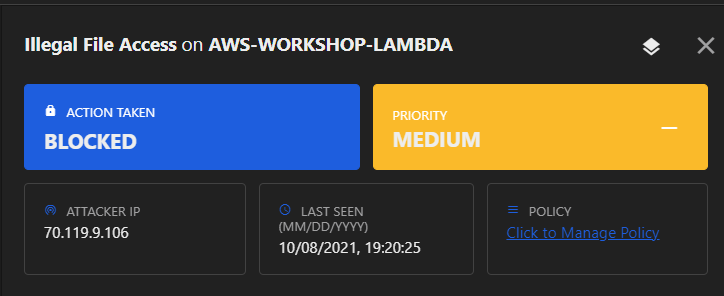 Illegal File Access on AWS-WORKSHOP-LAMBDA
ACTION TAKEN
BLOCKED
PRIORITY
MEDIUM
ATTACKER IP
70.119.9.106
LAST SEEN
(MM/DD/YYYY)
10/08/2021, 19:20:25
POLICY
Click to Manage Policy